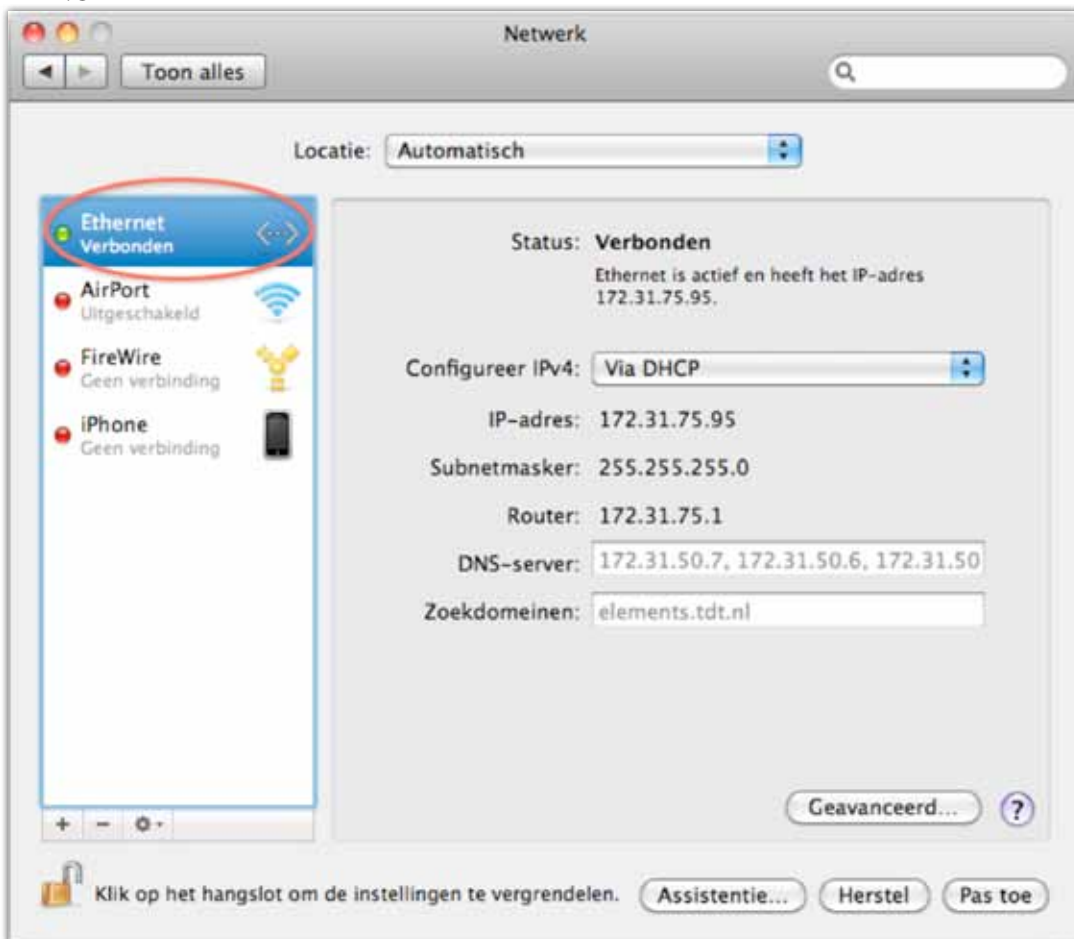 Netwerk
Toon alles
Locatie: Automatisch
Ethernet
Verbonden
AirPort
Uitgeschakeld
FireWire
Geen verbinding
iPhone
Geen verbinding
Status: Verbonden
Ethernet is actief en heeft het IP-adres
172.31.75.95.
Configureer IPv4: Via DHCP
IP-adres: 172.31.75.95
Subnetmasker: 255.255.255.0
Router: 172.31.75.1
DNS-server: 172.31.50.7, 172.31.50.6, 172.31.50
Zoekdomeinen: elements.tdt.nl
Geavanceerd... ?
+ -
Klik op het hangslot om de instellingen te vergrendelen. Assistentie... Herstel Pas toe